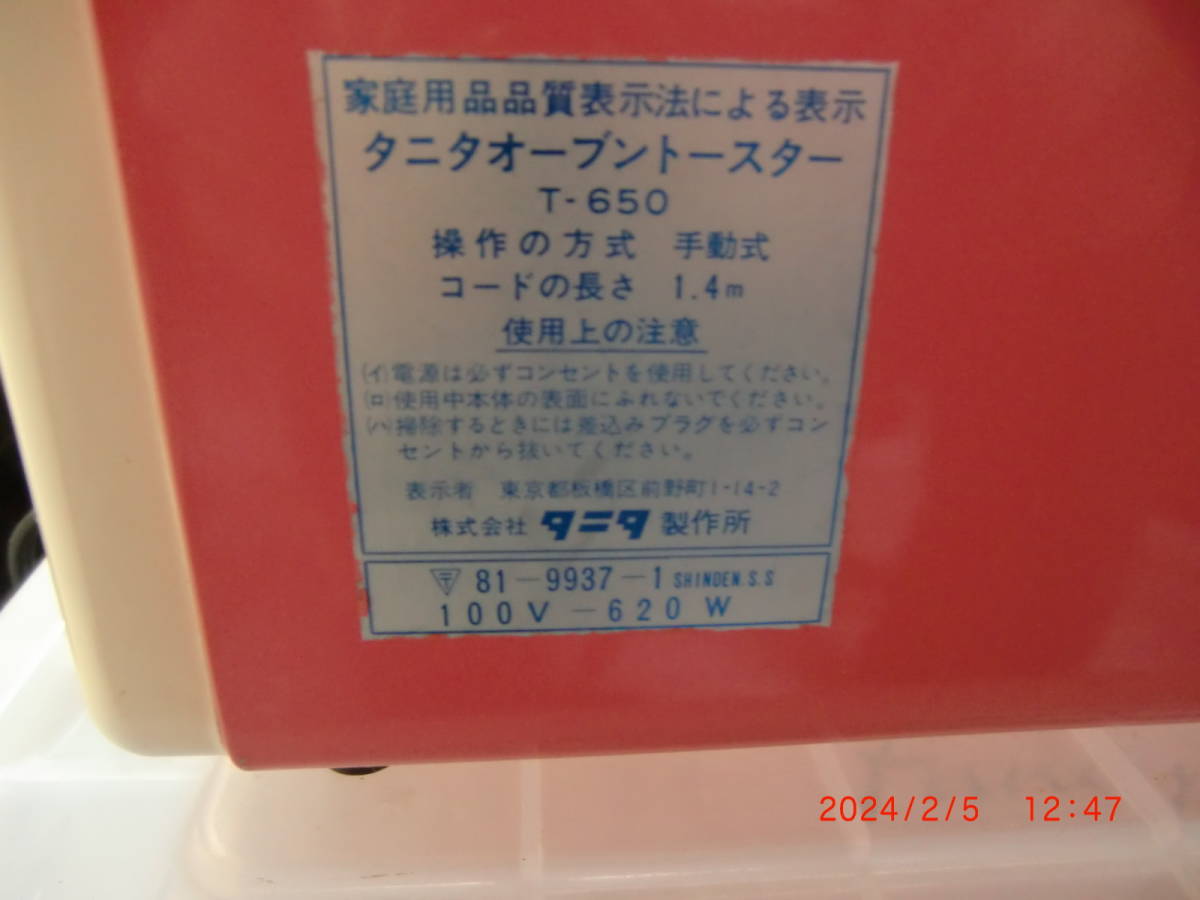 家庭用品品質表示法による表示
タニタオーブントースター
T-650
操作の方式 手動式
コードの長さ 1.4m
使用上の注意
(イ)電源は必ずコンセントを使用してください。
(ロ)使用中本体の表面にふれないでください。
(ハ)掃除するときには差込みプラグを必ずコン
セントから抜いてください。
表示者 東京都板橋区前野町1-14-2
株式会社 タニタ 製作所
〒 81-9937-1 SHINDEN.S.S
100V-620W
2024/2/5 12:47